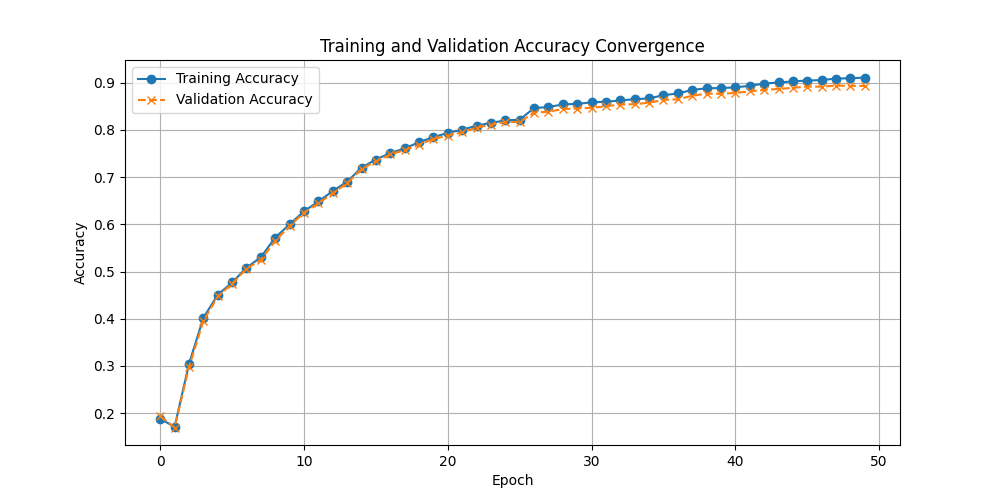 Training and Validation Accuracy Convergence
Training Accuracy
Validation Accuracy
0.9
0.8
0.7
0.6
0.5
0.4
0.3
0.2
Accuracy
0 10 20 30 40 50
Epoch